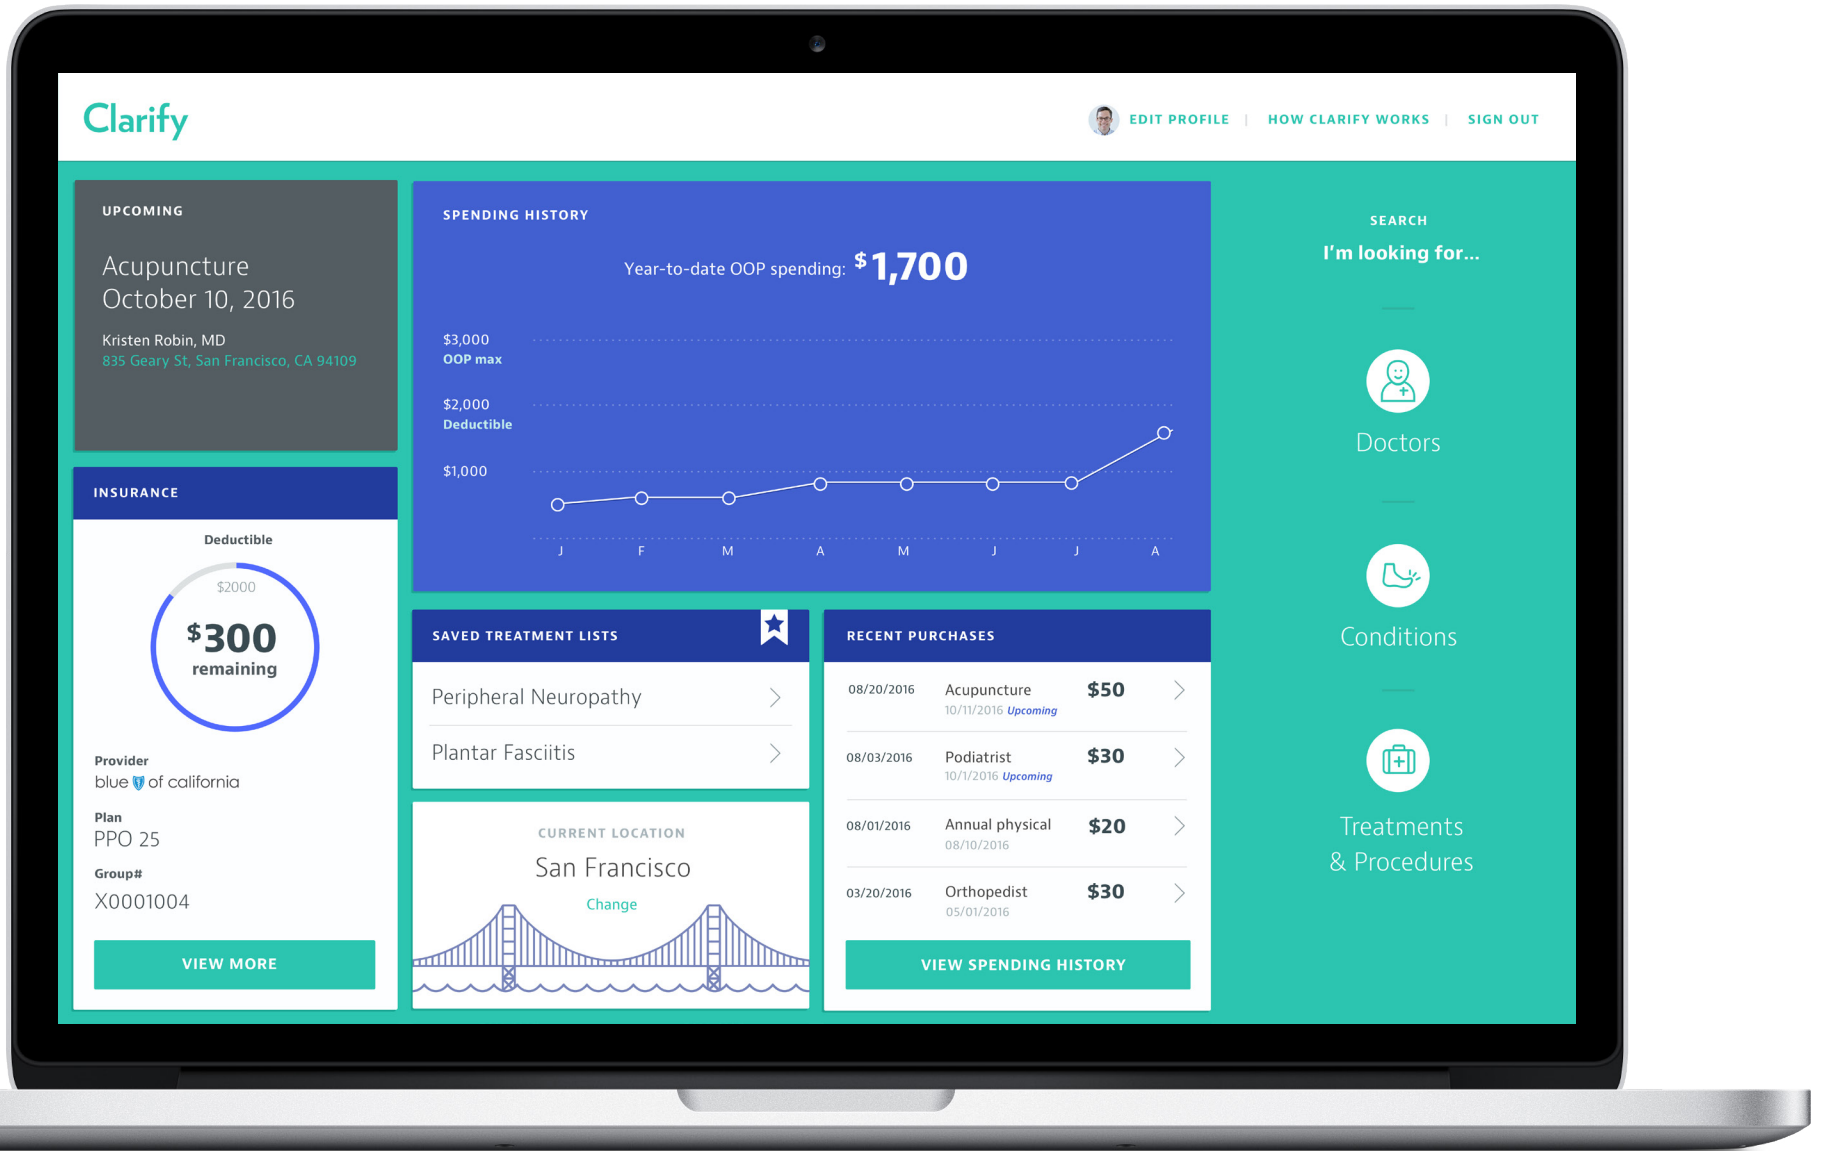 Clarify
EDIT PROFILE | HOW CLARIFY WORKS | SIGN OUT
UPCOMING
Acupuncture
October 10, 2016
Kristen Robin, MD
835 Geary St, San Francisco, CA 94109
INSURANCE
Deductible
$2000
$300
remaining
Provider
blue of california
Plan
PPO 25
Group#
X0001004
VIEW MORE
SPENDING HISTORY
Year-to-date OOP spending: $1,700
$3,000
OOP max
$2,000
Deductible
$1,000
J F M A M J J A
SAVED TREATMENT LISTS
Peripheral Neuropathy
Plantar Fasciitis
CURRENT LOCATION
San Francisco
Change
RECENT PURCHASES
08/20/2016 Acupuncture $50
10/11/2016 Upcoming
08/03/2016 Podiatrist $30
10/1/2016 Upcoming
08/01/2016 Annual physical $20
08/10/2016
03/20/2016 Orthopedist $30
05/01/2016
VIEW SPENDING HISTORY
SEARCH
I'm looking for...
Doctors
Conditions
Treatments
& Procedures